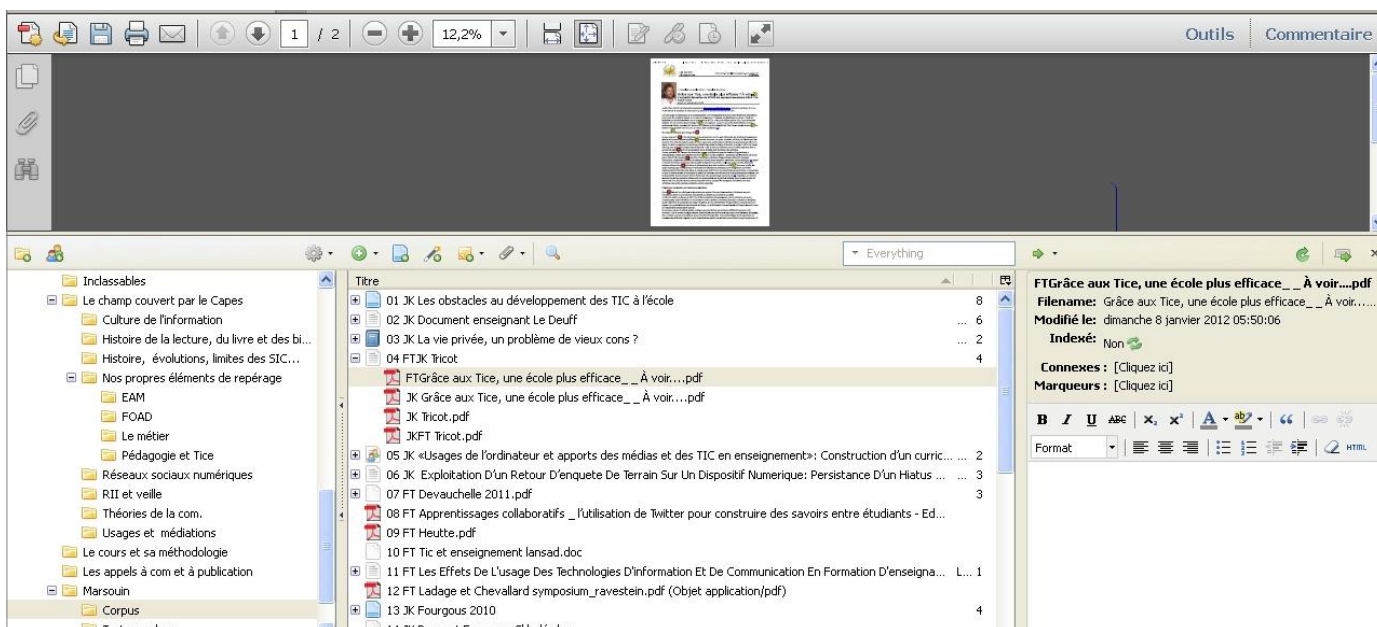 1 / 2 12,2% Outils Commentaire
Everything
Inclassables
Le champ couvert par le Capes
Culture de l'information
Histoire de la lecture, du livre et des bi...
Histoire, évolutions, limites des SIC...
Nos propres éléments de repérage
EAM
FOAD
Le métier
Pédagogie et Tice
Réseaux sociaux numériques
RII et veille
Théories de la com.
Usages et médiations
Le cours et sa méthodologie
Les appels à com et à publication
Marsouin
Corpus
Titre
01 JK Les obstacles au développement des TIC à l'école 8
02 JK Document enseignant Le Deuff ... 6
03 JK La vie privée, un problème de vieux cons ? ... 2
04 FTJK Tricot 4
FTGrâce aux Tice, une école plus efficace_ _ À voir....pdf
JK Grâce aux Tice, une école plus efficace_ _ À voir....pdf
JK Tricot.pdf
JKFT Tricot.pdf
05 JK «Usages de l'ordinateur et apports des médias et des TIC en enseignement»: Construction d'un curric... ... 2
06 JK Exploitation D'un Retour D'enquete De Terrain Sur Un Dispositif Numerique: Persistance D'un Hiatus ... ... 3
07 FT Devauchelle 2011.pdf 3
08 FT Apprentissages collaboratifs _ l'utilisation de Twitter pour construire des savoirs entre étudiants - Ed...
09 FT Heutte.pdf
10 FT Tic et enseignement lansad.doc
11 FT Les Effets De L'usage Des Technologies D'information Et De Communication En Formation D'enseigna... L... 1
12 FT Ladage et Chevallard symposium_ravestein.pdf (Objet application/pdf)
13 JK Fourgous 2010 4
FTGrâce aux Tice, une école plus efficace_ _ À voir....pdf
Filename: Grâce aux Tice, une école plus efficace_ _ À voir......
Modifié le: dimanche 8 janvier 2012 05:50:06
Indexé: Non
Connexes : [Cliquez ici]
Marqueurs : [Cliquez ici]
B I U ABC X₂ X² A ab
Format HTML